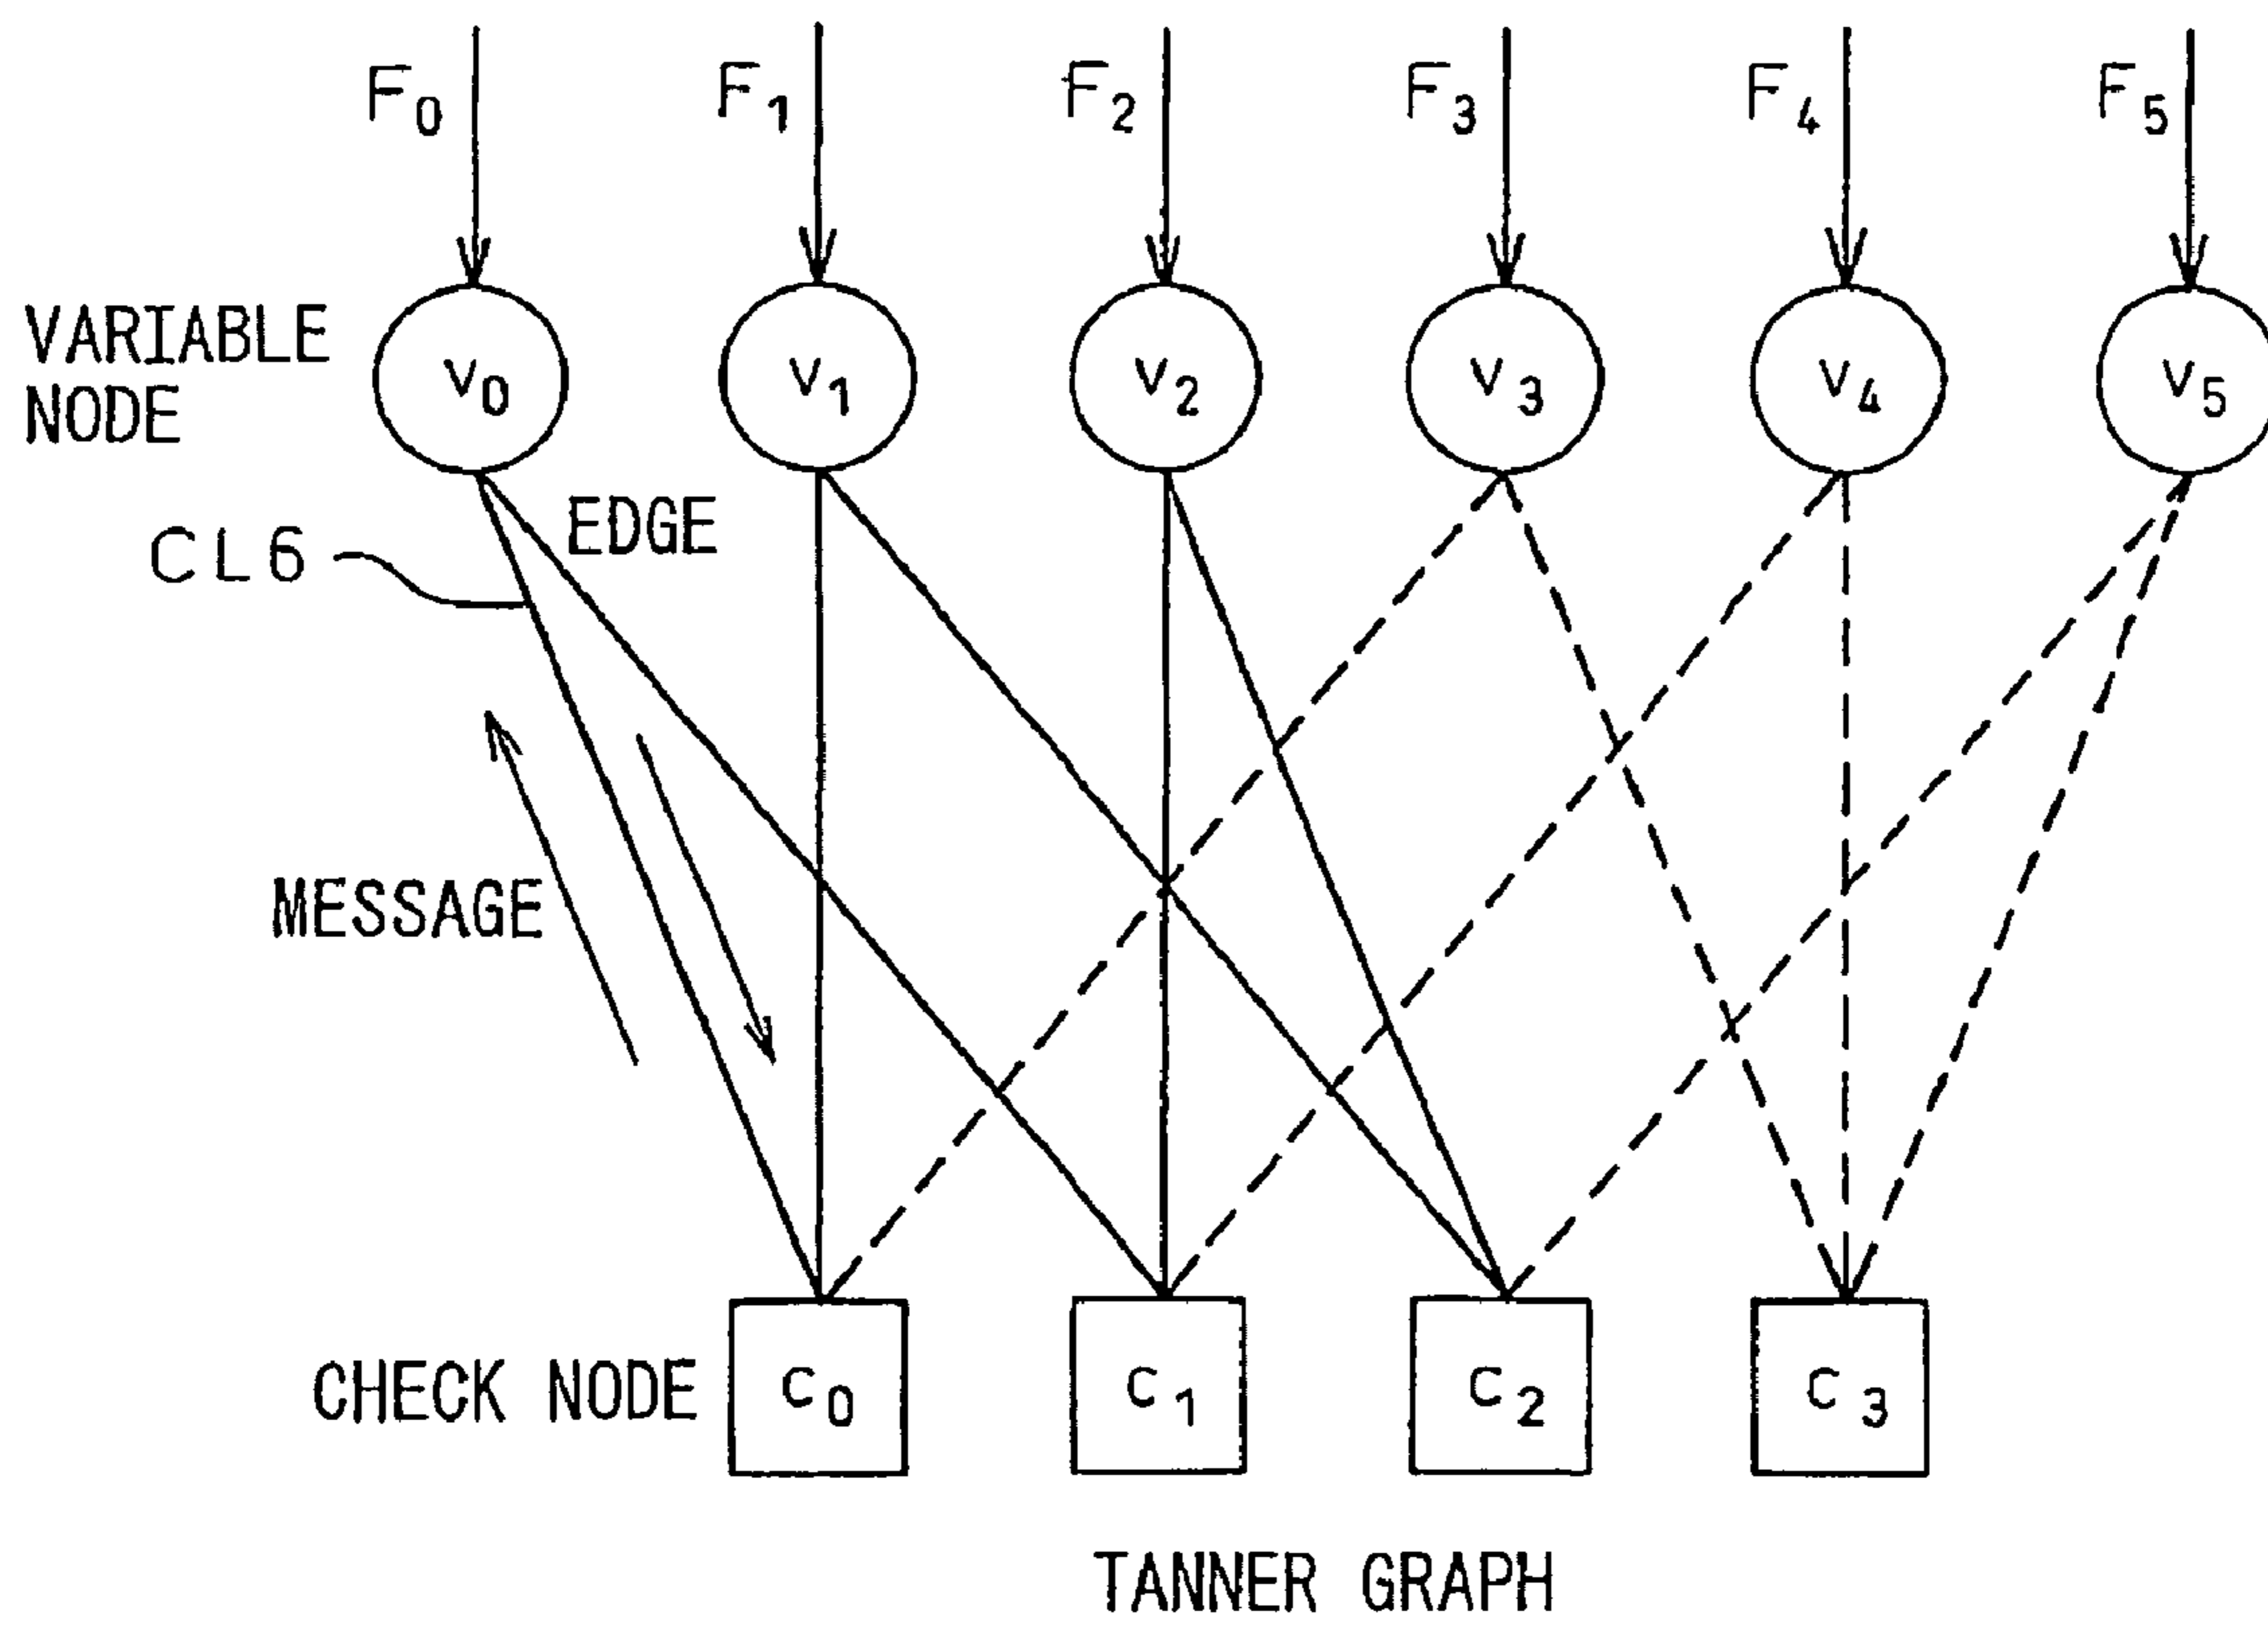 F0 F1 F2 F3 F4 F5
VARIABLE
NODE
v0 v1 v2 v3 v4 v5
EDGE
CL6
MESSAGE
CHECK NODE
c0 c1 c2 c3
TANNER GRAPH